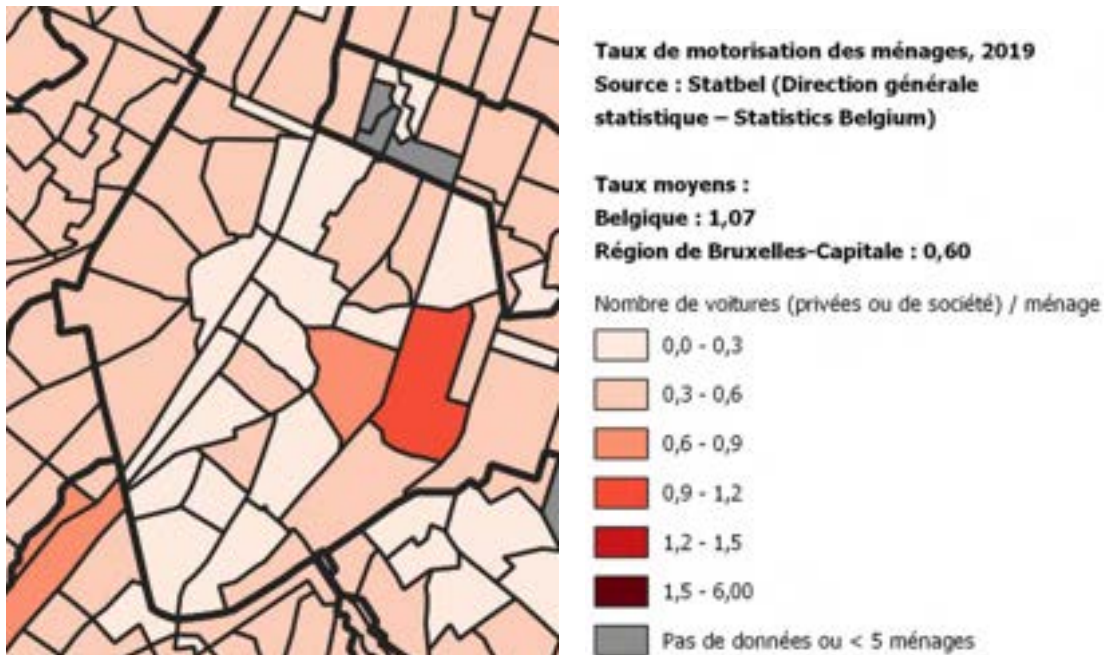 Taux de motorisation des ménages, 2019
Source : Statbel (Direction générale
statistique – Statistics Belgium)
Taux moyens :
Belgique : 1,07
Région de Bruxelles-Capitale : 0,60
Nombre de voitures (privées ou de société) / ménage
0,0 - 0,3
0,3 - 0,6
0,6 - 0,9
0,9 - 1,2
1,2 - 1,5
1,5 - 6,00
Pas de données ou < 5 ménages